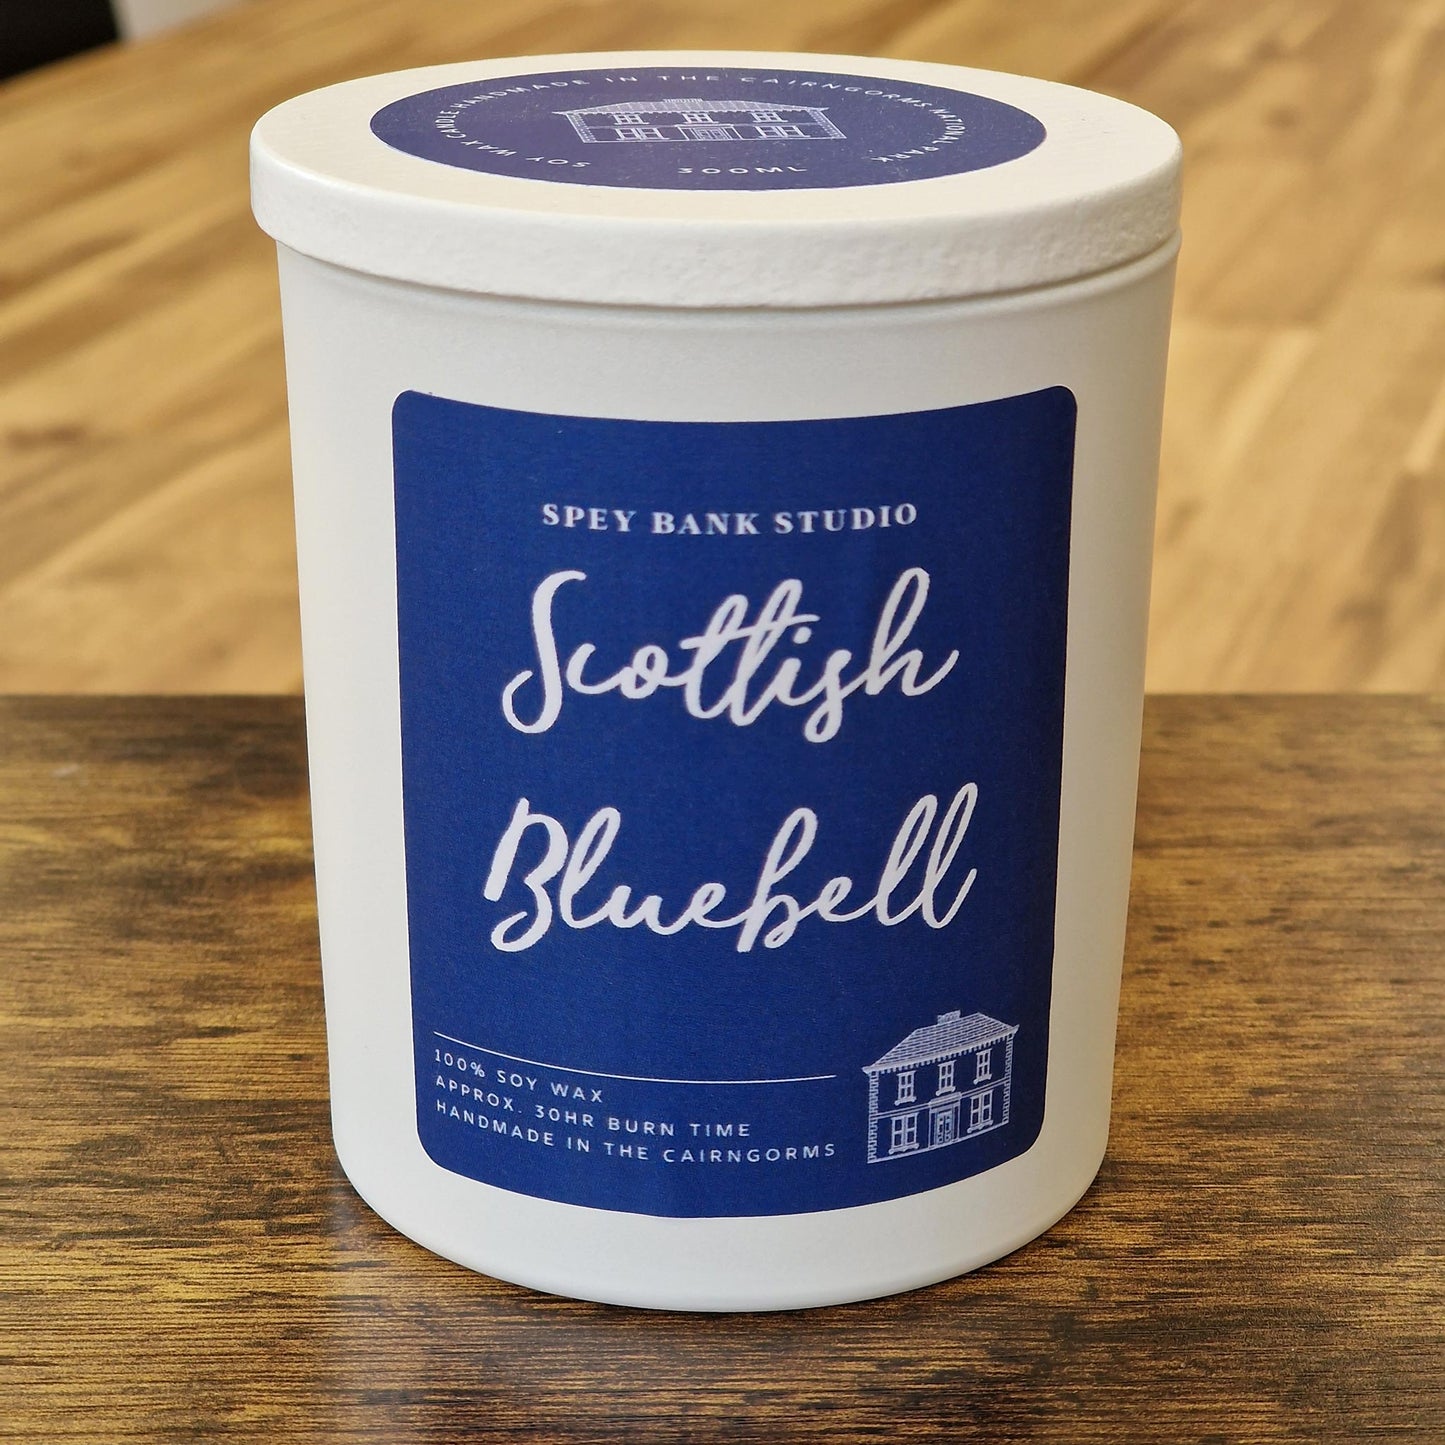 SOY WAX CANDLE HANDMADE IN THE CAIRNGORMS NATIONAL PARK
300ML
SPEY BANK STUDIO
Scottish
Bluebell
100% SOY WAX
APPROX. 30HR BURN TIME
HANDMADE IN THE CAIRNGORMS